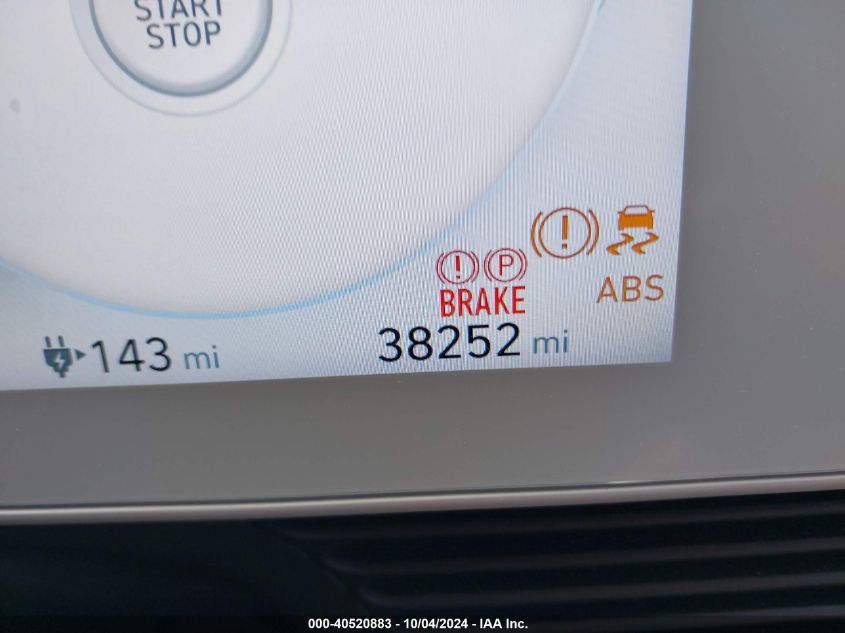 START
STOP
P
BRAKE
ABS
143 mi
38252 mi
000-40520883 - 10/04/2024 - IAA Inc.